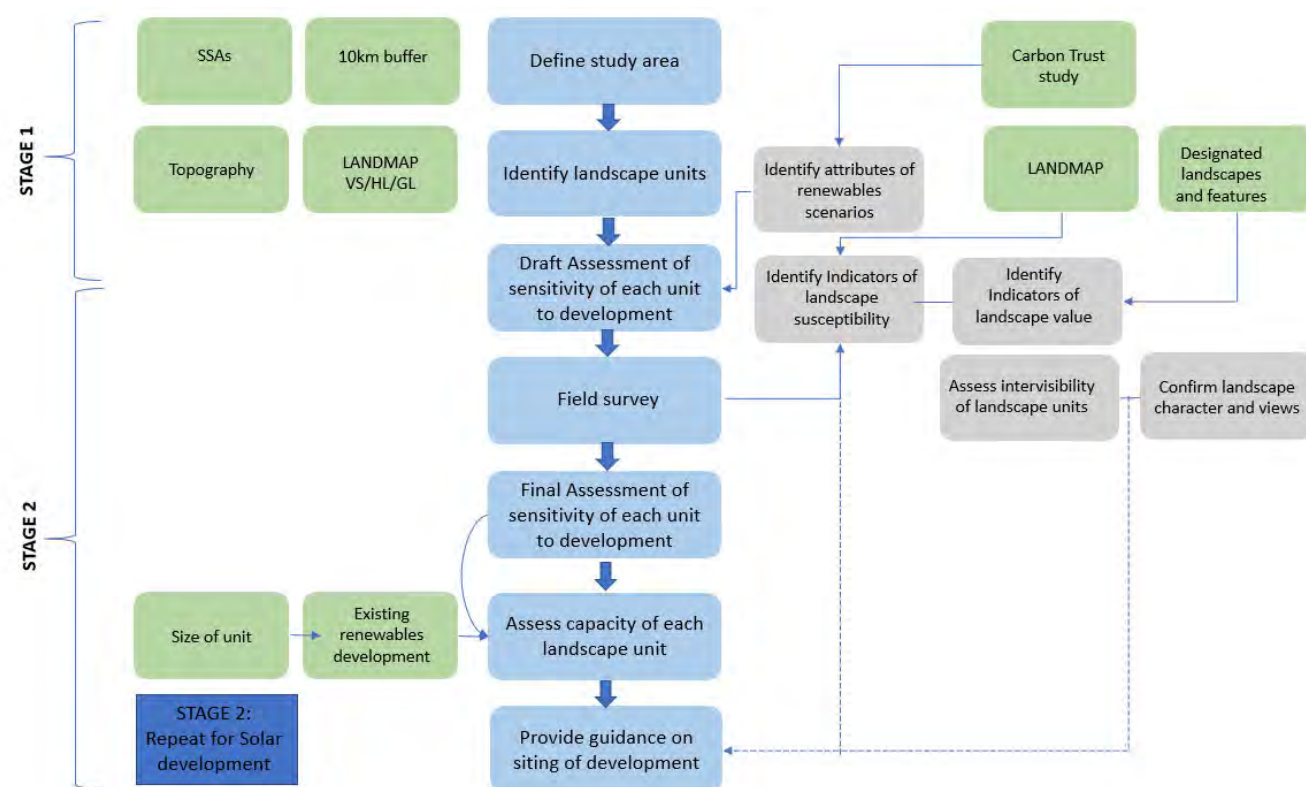 STAGE 1
SSAs
10km buffer
Define study area
Carbon Trust
study
Topography
LANDMAP
VS/HL/GL
Identify landscape units
Identify attributes of
renewables
scenarios
LANDMAP
Designated
landscapes
and features
Draft Assessment of
sensitivity of each unit
to development
Identify Indicators of
landscape
susceptibility
Identify
Indicators of
landscape value
STAGE 2
Field survey
Assess intervisibility
of landscape units
Confirm landscape
character and views
Final Assessment of
sensitivity of each unit
to development
Size of unit
Existing
renewables
development
Assess capacity of each
landscape unit
STAGE 2:
Repeat for Solar
development
Provide guidance on
siting of development